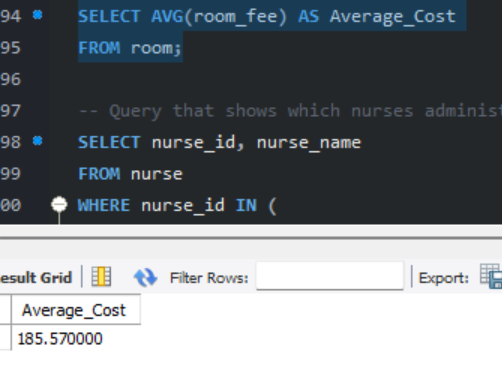 94 SELECT AVG(room_fee) AS Average_Cost
95 FROM room;
96
97 -- Query that shows which nurses adminis
98 SELECT nurse_id, nurse_name
99 FROM nurse
00 WHERE nurse_id IN (
esult Grid Filter Rows: Export:
Average_Cost
185.570000